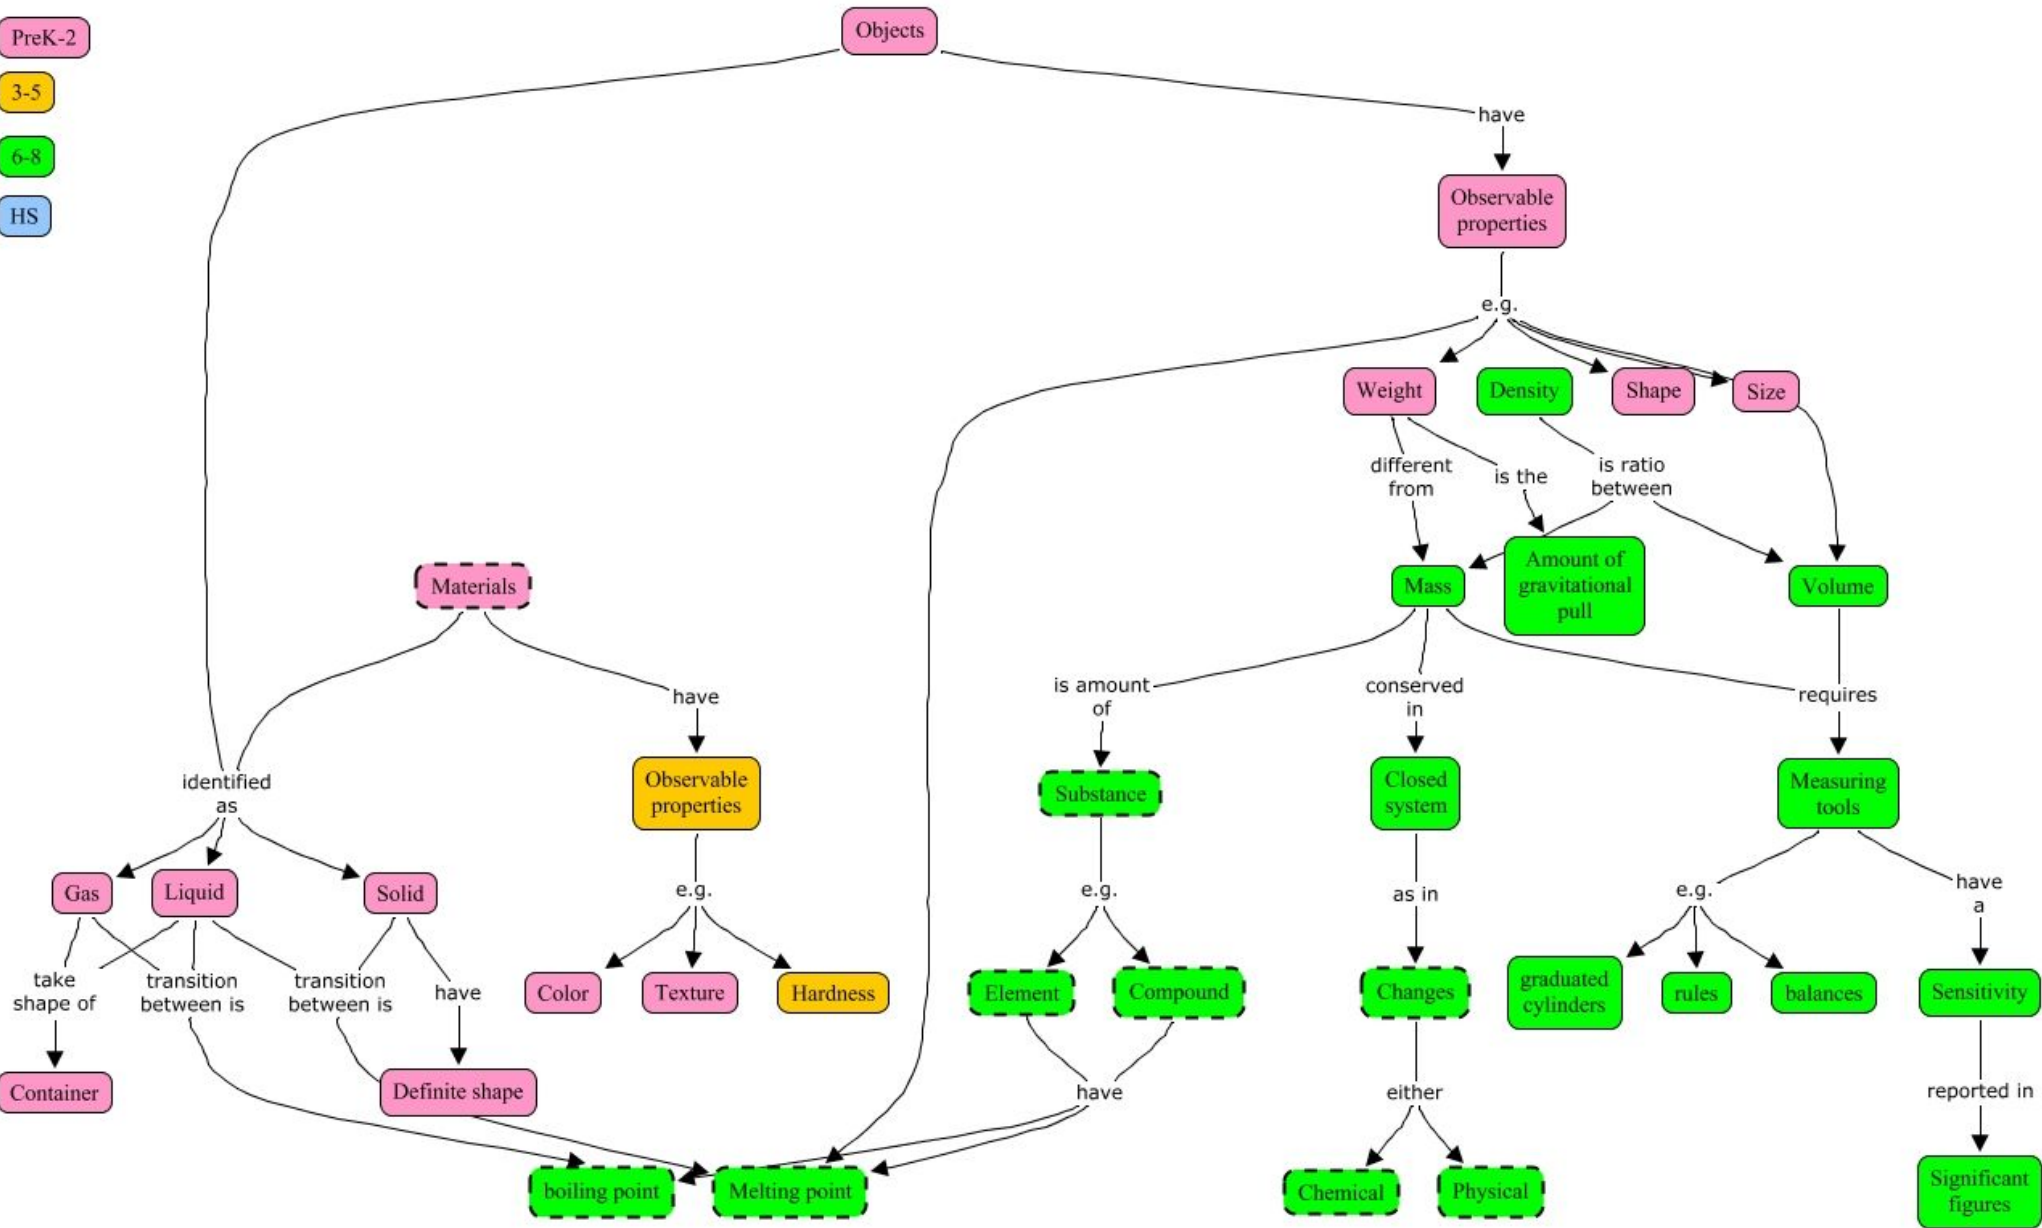 PreK-2
3-5
6-8
HS
Objects
have
Observable
properties
e.g.
Weight
Density
Shape
Size
different
from
is the
is ratio
between
Mass
Amount of
gravitational
pull
Volume
Materials
have
is amount
of
conserved
in
requires
identified
as
Observable
properties
Substance
Closed
system
Measuring
tools
Gas
Liquid
Solid
e.g.
e.g.
as in
e.g.
have
a
take
shape of
transition
between is
transition
between is
have
Color
Texture
Hardness
Element
Compound
Changes
graduated
cylinders
rules
balances
Sensitivity
Container
Definite shape
have
either
reported in
boiling point
Melting point
Chemical
Physical
Significant
figures